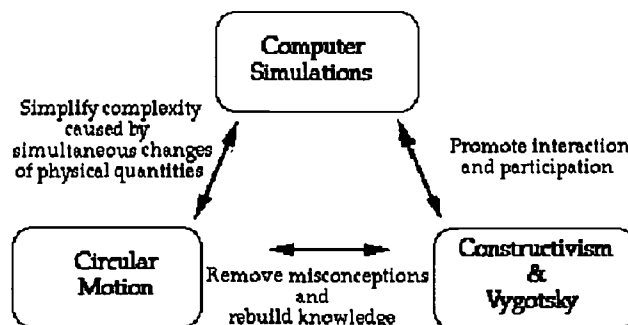 Computer
Simulations
Simplify complexity
caused by
simultaneous changes
of physical quantities
Promote interaction
and participation
Circular
Motion
Remove misconceptions
and
rebuild knowledge
Constructivism
&
Vygotsky